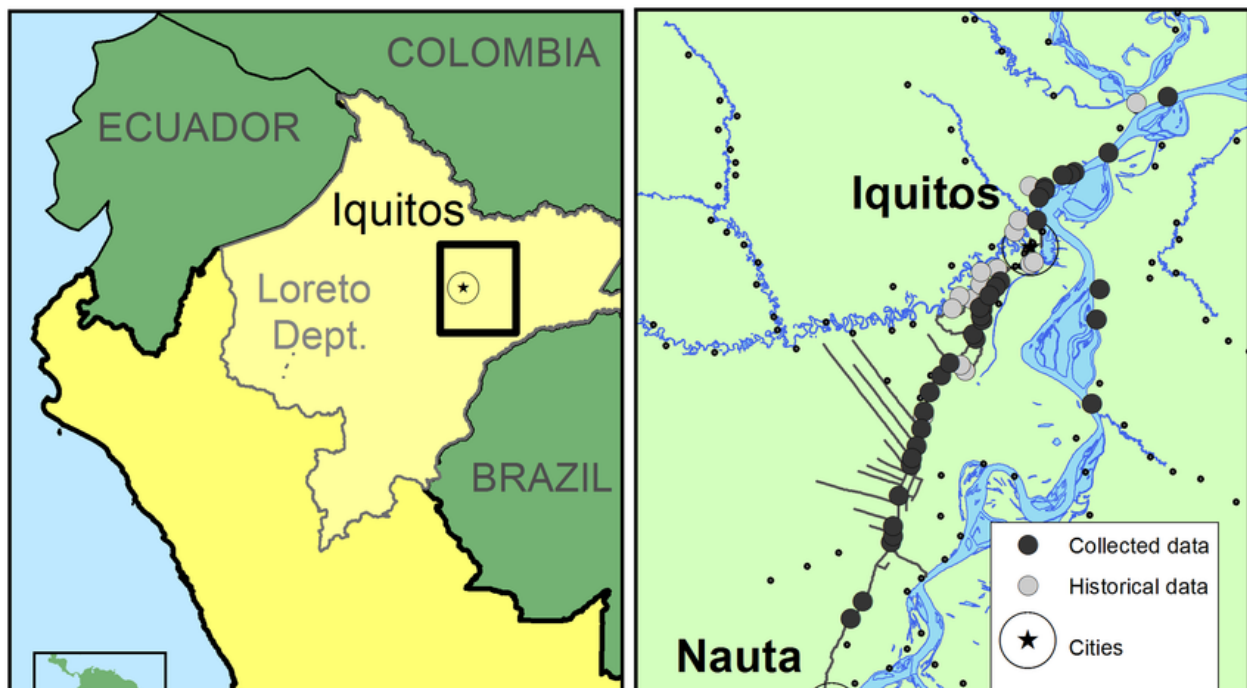 COLOMBIA
ECUADOR
Iquitos
Loreto
Dept.
BRAZIL
Iquitos
Nauta
Collected data
Historical data
Cities